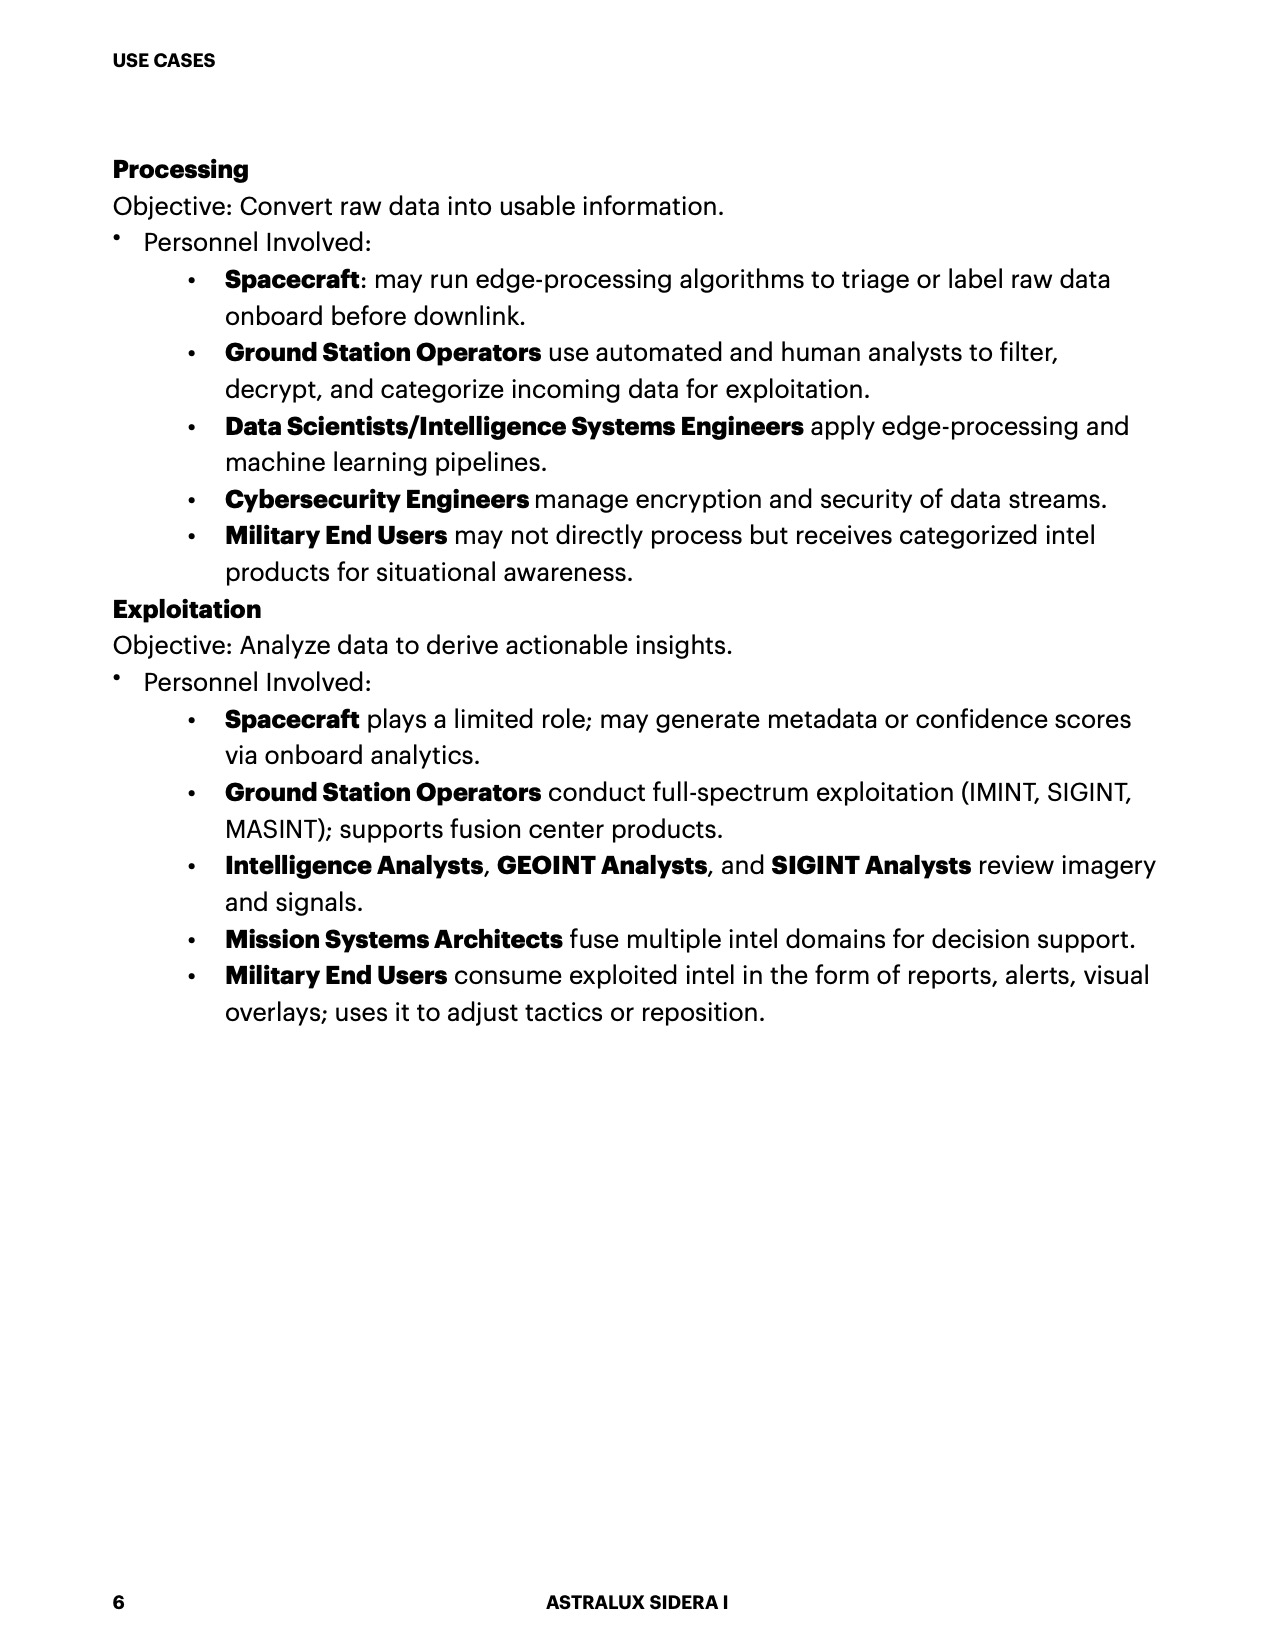 USE CASES
Processing
Objective: Convert raw data into usable information.
• Personnel Involved:
• Spacecraft: may run edge-processing algorithms to triage or label raw data
onboard before downlink.
• Ground Station Operators use automated and human analysts to filter,
decrypt, and categorize incoming data for exploitation.
• Data Scientists/Intelligence Systems Engineers apply edge-processing and
machine learning pipelines.
• Cybersecurity Engineers manage encryption and security of data streams.
• Military End Users may not directly process but receives categorized intel
products for situational awareness.
Exploitation
Objective: Analyze data to derive actionable insights.
• Personnel Involved:
• Spacecraft plays a limited role; may generate metadata or confidence scores
via onboard analytics.
• Ground Station Operators conduct full-spectrum exploitation (IMINT, SIGINT,
MASINT); supports fusion center products.
• Intelligence Analysts, GEOINT Analysts, and SIGINT Analysts review imagery
and signals.
• Mission Systems Architects fuse multiple intel domains for decision support.
• Military End Users consume exploited intel in the form of reports, alerts, visual
overlays; uses it to adjust tactics or reposition.
6 ASTRALUX SIDERA I